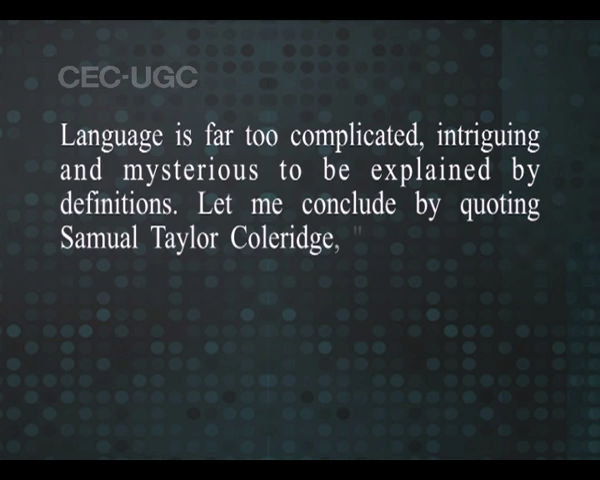 CEC-UGC
Language is far too complicated, intriguing
and mysterious to be explained by
definitions. Let me conclude by quoting
Samual Taylor Coleridge, "